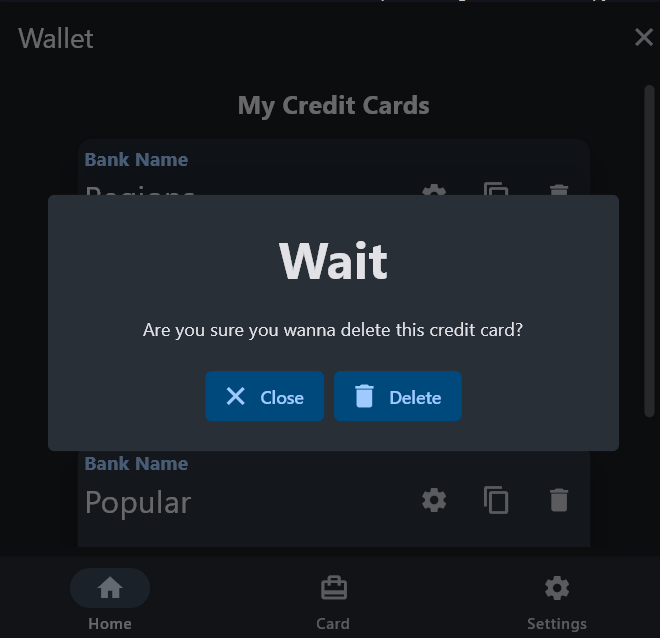 Wallet
My Credit Cards
Bank Name
Regions
Wait
Are you sure you wanna delete this credit card?
Close
Delete
Bank Name
Popular
Home
Card
Settings